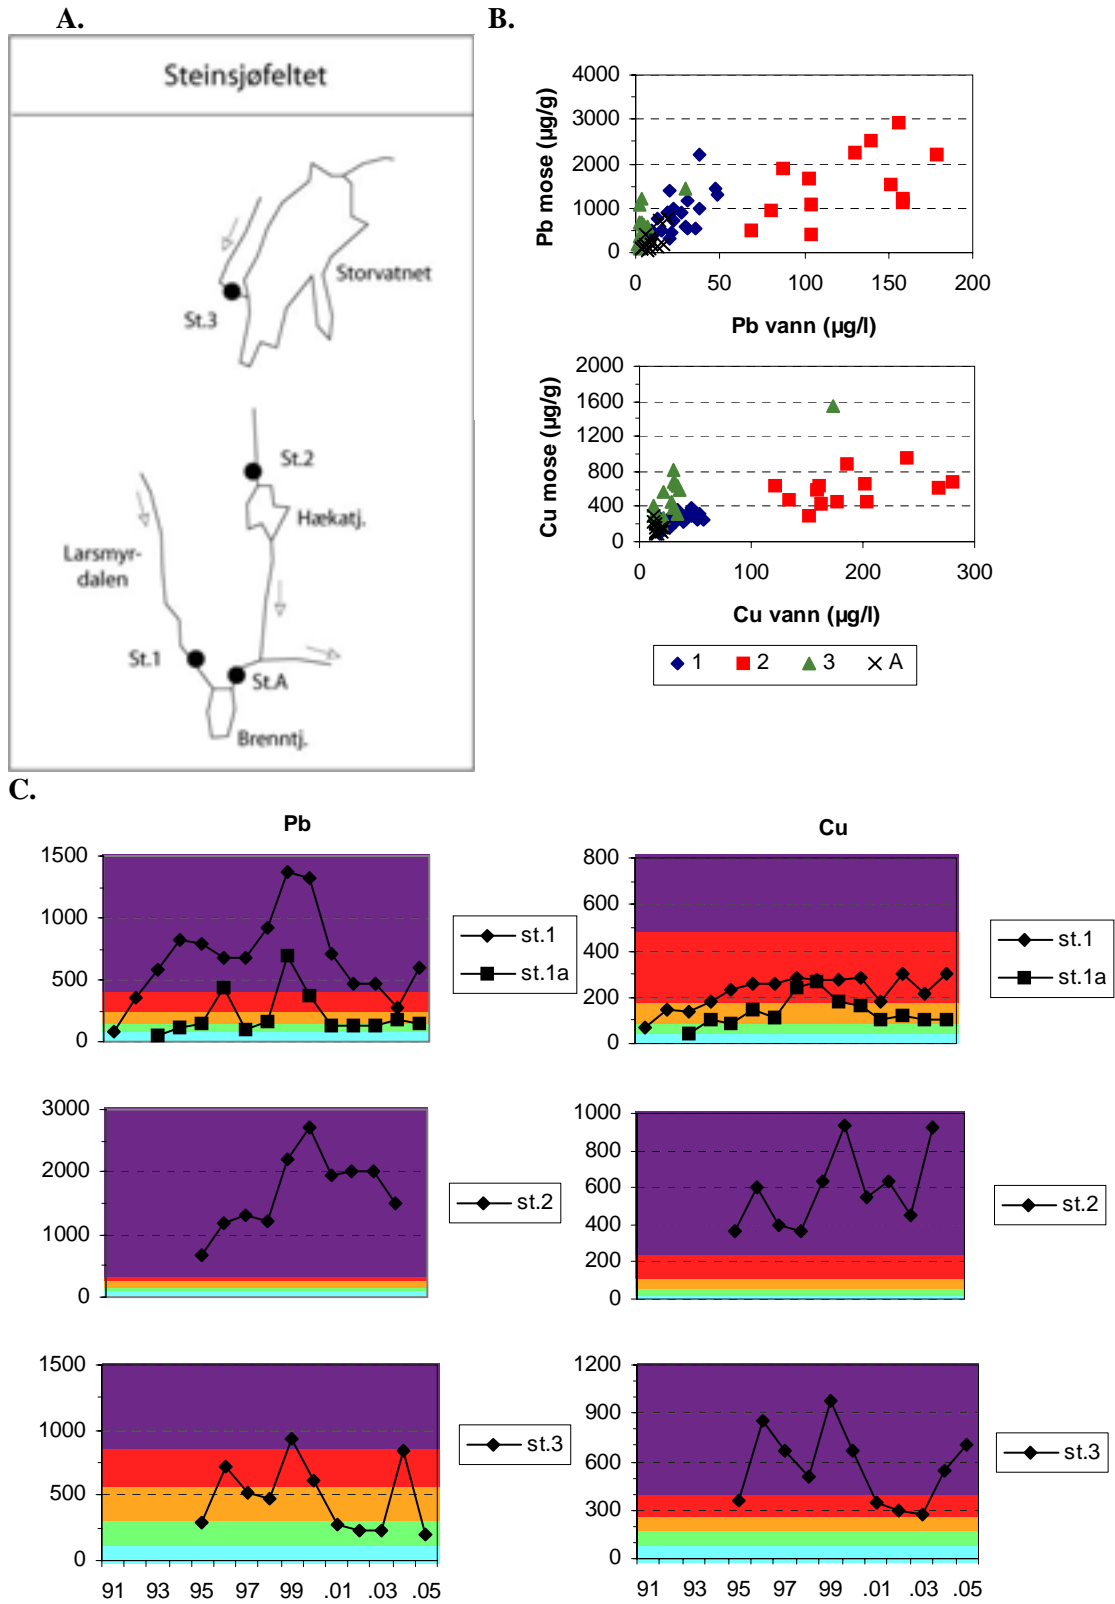 A.
B.
Steinsjøfeltet
Storvatnet
St.3
St.2
Hækatj.
Larsmyr-
dalen
St.1
St.A
Brenntj.
Pb mose (µg/g)
4000
3000
2000
1000
0
0 50 100 150 200
Pb vann (µg/l)
Cu mose (µg/g)
2000
1600
1200
800
400
0
0 100 200 300
Cu vann (µg/l)
1 2 3 A
C.
Pb
1500
1000
500
0
st.1
st.1a
Cu
800
600
400
200
0
st.1
st.1a
3000
2000
1000
0
st.2
1000
800
600
400
200
0
st.2
1500
1000
500
0
91 93 95 97 99 .01 .03 .05
st.3
1200
900
600
300
0
91 93 95 97 99 .01 .03 .05
st.3